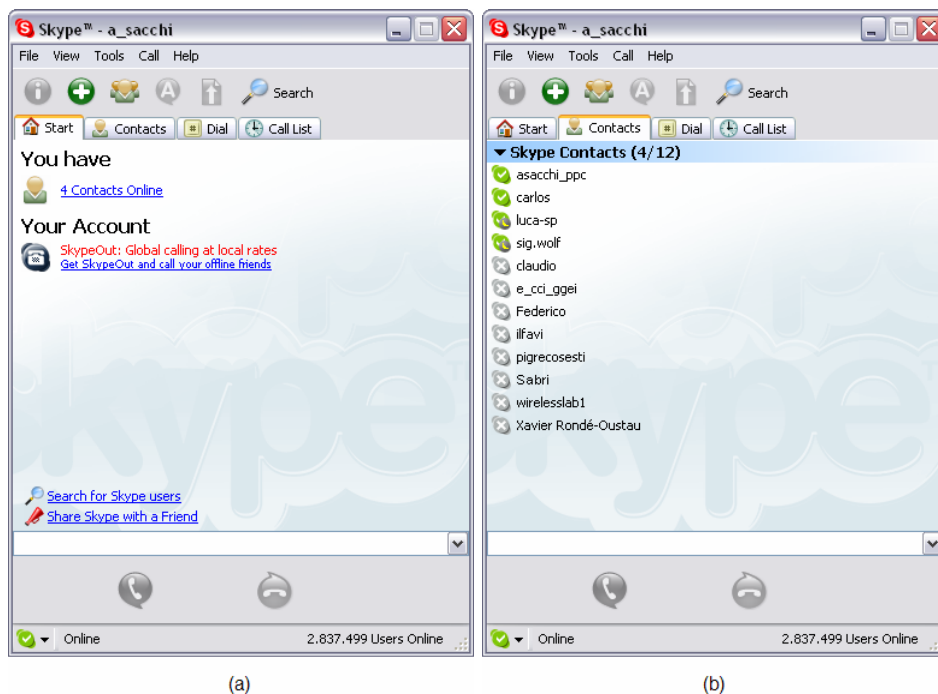 Skype™ - a_sacchi
File View Tools Call Help
Search
Start Contacts Dial Call List
You have
4 Contacts Online
Your Account
SkypeOut: Global calling at local rates
Get SkypeOut and call your offline friends
skype
Search for Skype users
Share Skype with a Friend
Online 2.837.499 Users Online
(a)
Skype™ - a_sacchi
File View Tools Call Help
Search
Start Contacts Dial Call List
Skype Contacts (4/12)
asacchi_ppc
carlos
luca-sp
sig.wolf
claudio
e_cci_ggei
Federico
ilfavi
pigrecosesti
Sabri
wirelesslab1
Xavier Rondé-Oustau
skype
Online 2.837.499 Users Online
(b)